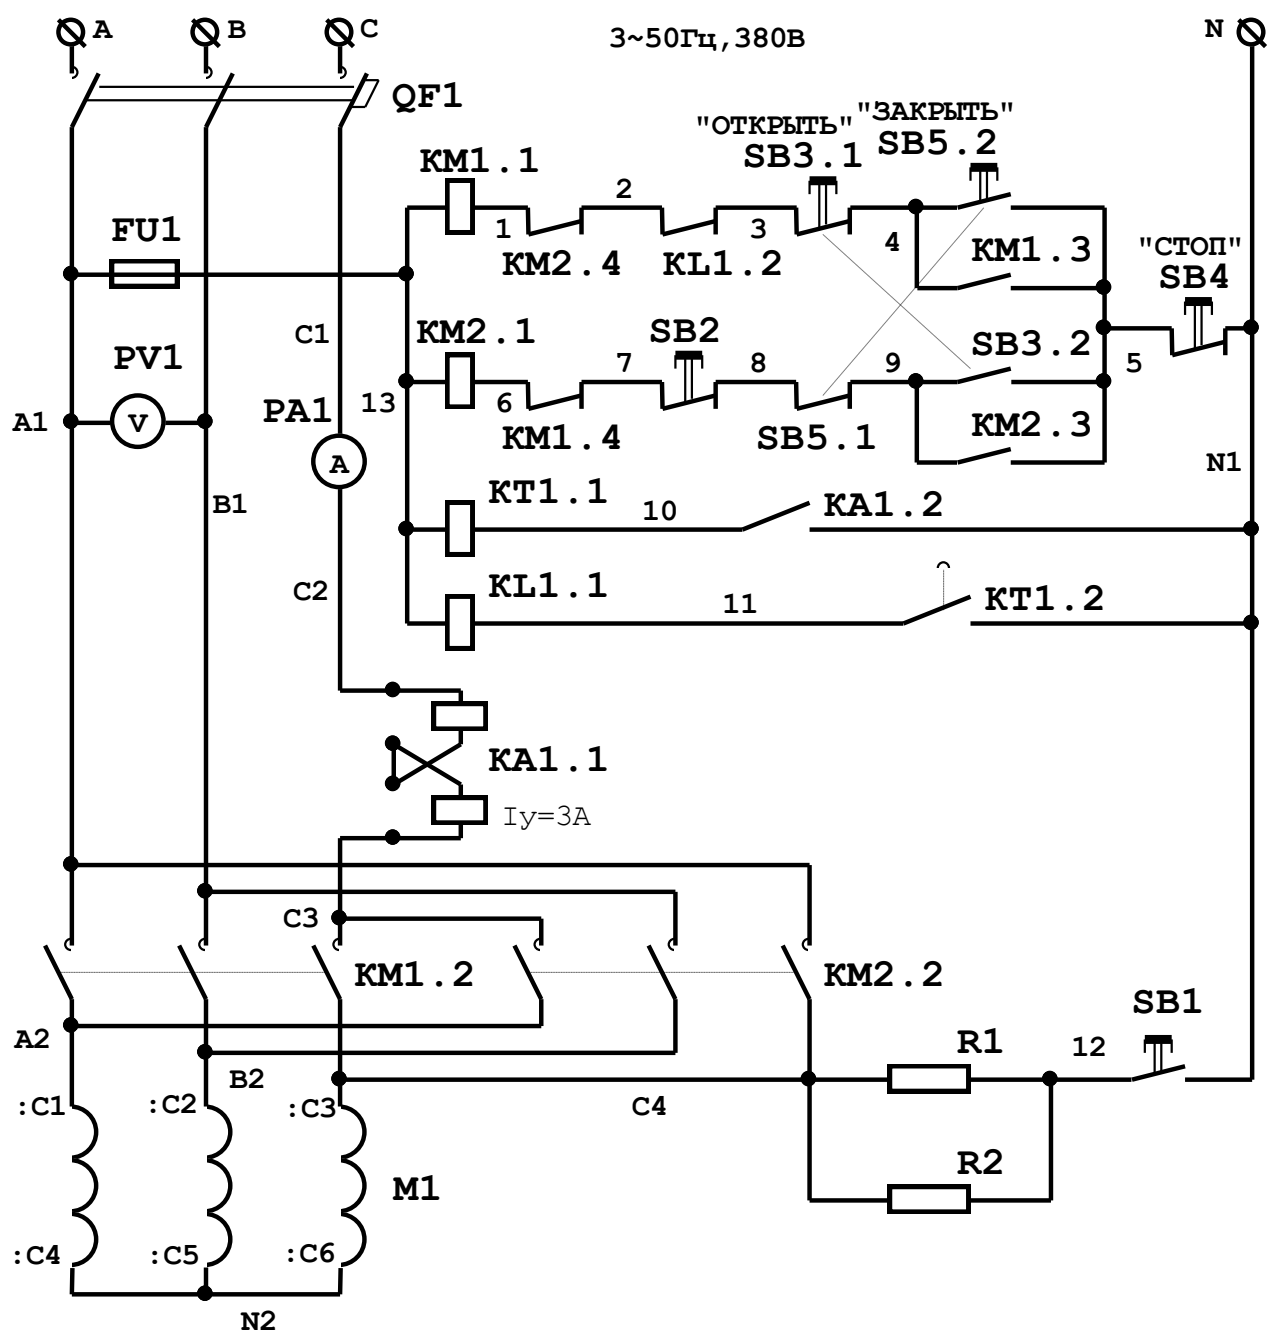 A B C 3~50Гц,380В N
QF1
"ОТКРЫТЬ" "ЗАКРЫТЬ"
KM1.1 SB3.1 SB5.2
1 2 3 4
FU1 KM2.4 KL1.2 KM1.3 "СТОП"
SB4
C1 KM2.1 SB2 SB3.2
PV1 7 8 9 5
A1 V PA1 13 6
KM1.4 SB5.1 KM2.3
A N1
B1 KT1.1 10 KA1.2
C2 KL1.1 11 KT1.2
KA1.1
Iу=3А
C3
KM1.2 KM2.2
SB1
A2 R1 12
B2
:C1 :C2 :C3 C4
M1 R2
:C4 :C5 :C6
N2